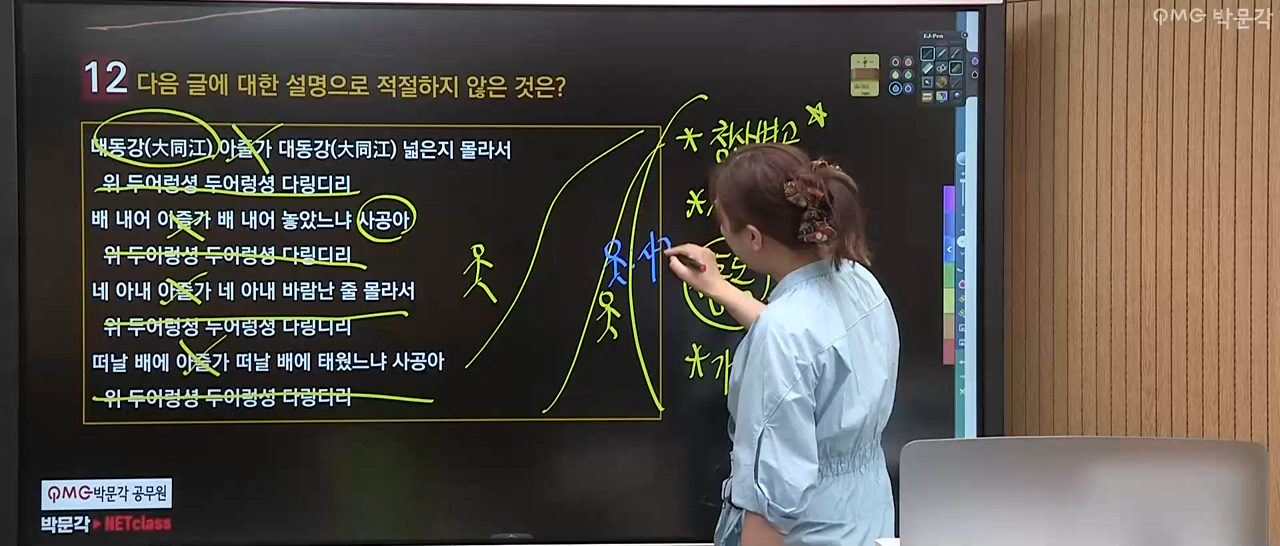 PMG 박문각
EJ-Pen
12 다음 글에 대한 설명으로 적절하지 않은 것은?
대동강(大同江) 아즐가 대동강(大同江) 넓은지 몰라서
위 두어렁셩 두어렁셩 다링디리
배 내어 아즐가 배 내어 놓았느냐 사공아
위 두어렁셩 두어렁셩 다링디리
네 아내 아즐가 네 아내 바람난 줄 몰라서
위 두어렁셩 두어렁셩 다링디리
떠날 배에 아즐가 떠날 배에 태웠느냐 사공아
위 두어렁셩 두어렁셩 다링디리
PMG 박문각 공무원
박문각 ▶ NETclass